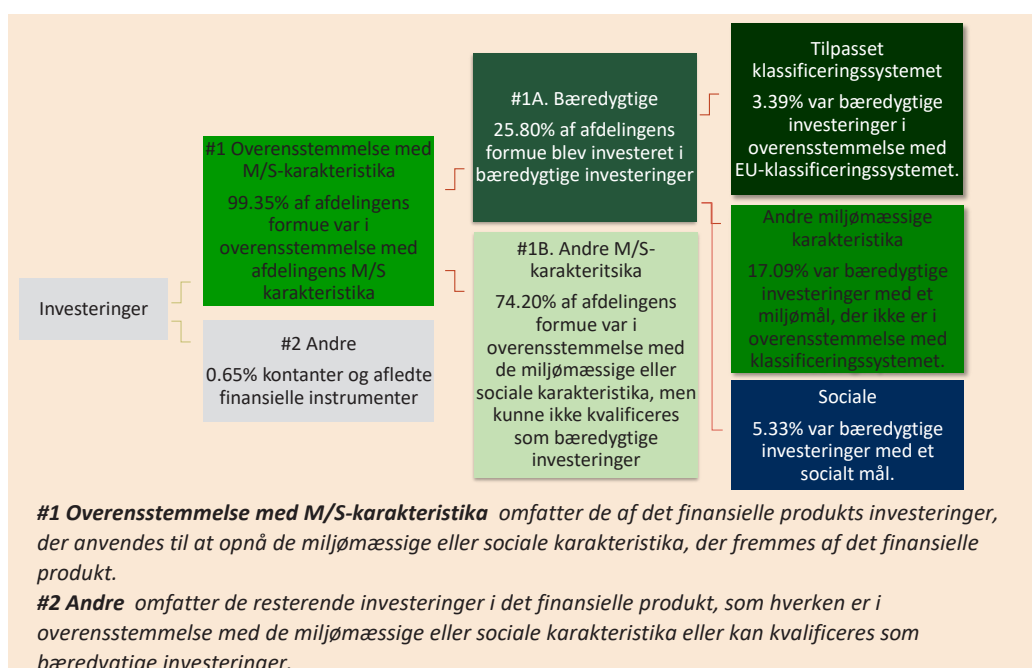 Investeringer
#1 Overensstemmelse med
M/S-karakteristika
99.35% af afdelingens
formue var i
overensstemmelse med
afdelingens M/S
karakteristika
#2 Andre
0.65% kontanter og afledte
finansielle instrumenter
#1A. Bæredygtige
25.80% af afdelingens
formue blev investeret i
bæredygtige investeringer
#1B. Andre M/S-
karakteritsika
74.20% af afdelingens
formue var i
overensstemmelse med
de miljømæssige eller
sociale karakteristika, men
kunne ikke kvalificeres
som bæredygtige
investeringer
Tilpasset
klassificeringssystemet
3.39% var bæredygtige
investeringer i
overensstemmelse med
EU-klassificeringssystemet.
Andre miljømæssige
karakteristika
17.09% var bæredygtige
investeringer med et
miljømål, der ikke er i
overensstemmelse med
klassificeringssystemet.
Sociale
5.33% var bæredygtige
investeringer med et
socialt mål.
#1 Overensstemmelse med M/S-karakteristika omfatter de af det finansielle produkts investeringer,
der anvendes til at opnå de miljømæssige eller sociale karakteristika, der fremmes af det finansielle
produkt.
#2 Andre omfatter de resterende investeringer i det finansielle produkt, som hverken er i
overensstemmelse med de miljømæssige eller sociale karakteristika eller kan kvalificeres som
bæredygtige investeringer.